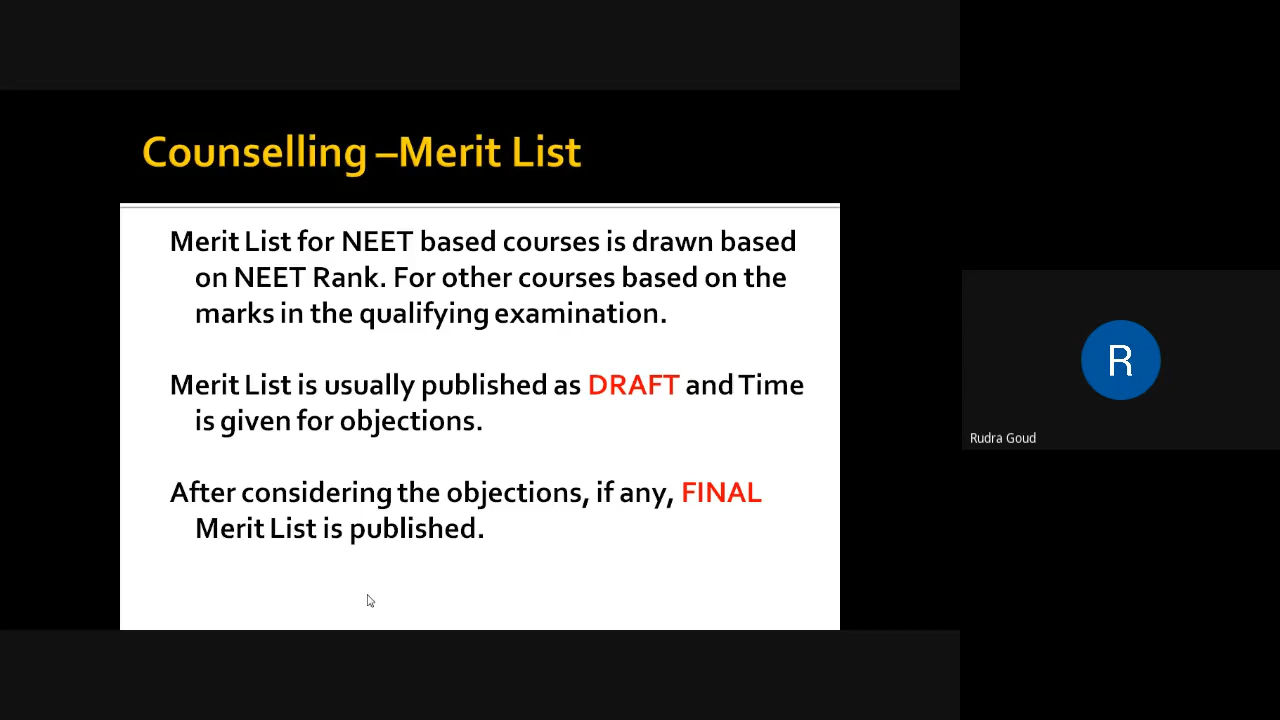 Counselling –Merit List
Merit List for NEET based courses is drawn based
on NEET Rank. For other courses based on the
marks in the qualifying examination.
Merit List is usually published as DRAFT and Time
is given for objections.
After considering the objections, if any, FINAL
Merit List is published.
R
Rudra Goud